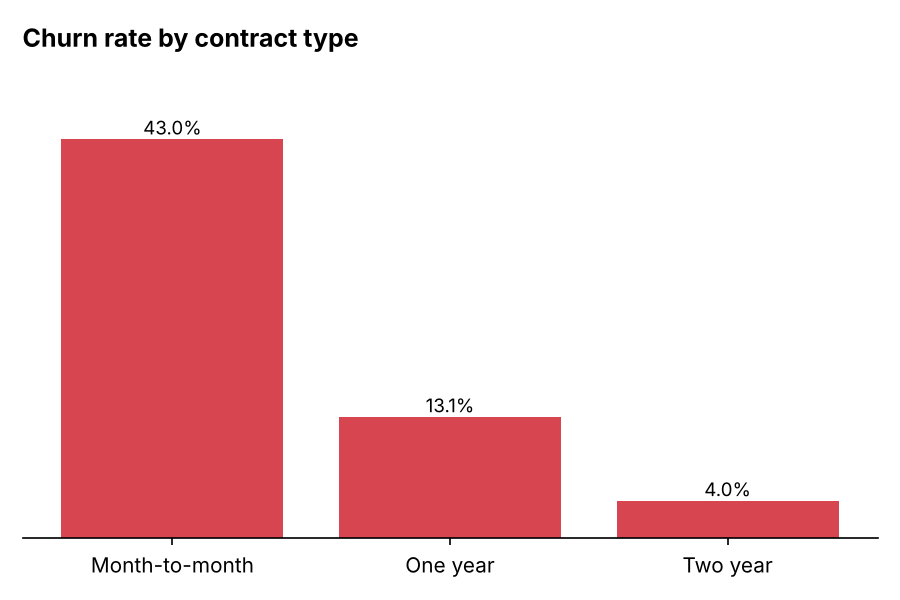 Churn rate by contract type
43.0%
13.1%
4.0%
Month-to-month
One year
Two year